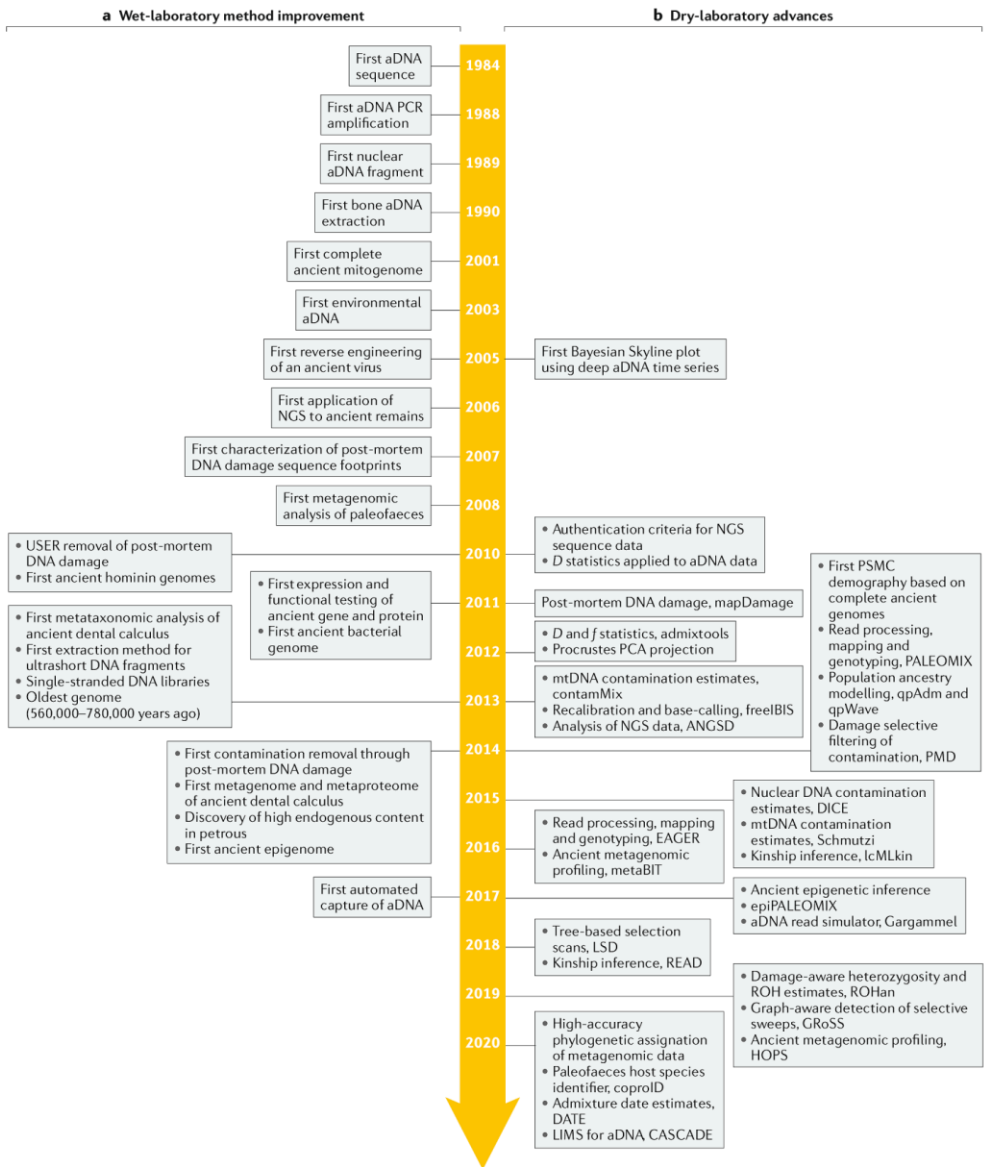 a Wet-laboratory method improvement
b Dry-laboratory advances
First aDNA
sequence
1984
First aDNA PCR
amplification
1988
First nuclear
aDNA fragment
1989
First bone aDNA
extraction
1990
First complete
ancient mitogenome
2001
First environmental
aDNA
2003
First reverse engineering
of an ancient virus
2005
First Bayesian Skyline plot
using deep aDNA time series
First application of
NGS to ancient remains
2006
First characterization of post-mortem
DNA damage sequence footprints
2007
First metagenomic
analysis of paleofaeces
2008
• USER removal of post-mortem
DNA damage
• First ancient hominin genomes
2010
• Authentication criteria for NGS
sequence data
• D statistics applied to aDNA data
• First expression and
functional testing of
ancient gene and protein
• First ancient bacterial
genome
2011
Post-mortem DNA damage, mapDamage
2012
• D and f statistics, admixtools
• Procrustes PCA projection
• First metataxonomic analysis of
ancient dental calculus
• First extraction method for
ultrashort DNA fragments
• Single-stranded DNA libraries
• Oldest genome
(560,000–780,000 years ago)
2013
• mtDNA contamination estimates,
contamMix
• Recalibration and base-calling, freeIBIS
• Analysis of NGS data, ANGSD
• First contamination removal through
post-mortem DNA damage
• First metagenome and metaproteome
of ancient dental calculus
• Discovery of high endogenous content
in petrous
• First ancient epigenome
2014
• First PSMC
demography based on
complete ancient
genomes
• Read processing,
mapping and
genotyping, PALEOMIX
• Population ancestry
modelling, qpAdm and
qpWave
• Damage selective
filtering of
contamination, PMD
2015
• Nuclear DNA contamination
estimates, DICE
• mtDNA contamination
estimates, Schmutzi
• Kinship inference, lcMLkin
2016
• Read processing, mapping
and genotyping, EAGER
• Ancient metagenomic
profiling, metaBIT
First automated
capture of aDNA
2017
• Ancient epigenetic inference
• epiPALEOMIX
• aDNA read simulator, Gargammel
2018
• Tree-based selection
scans, LSD
• Kinship inference, READ
2019
• Damage-aware heterozygosity and
ROH estimates, ROHan
• Graph-aware detection of selective
sweeps, GRoSS
• Ancient metagenomic profiling,
HOPS
2020
• High-accuracy
phylogenetic assignation
of metagenomic data
• Paleofaeces host species
identifier, coproID
• Admixture date estimates,
DATE
• LIMS for aDNA, CASCADE